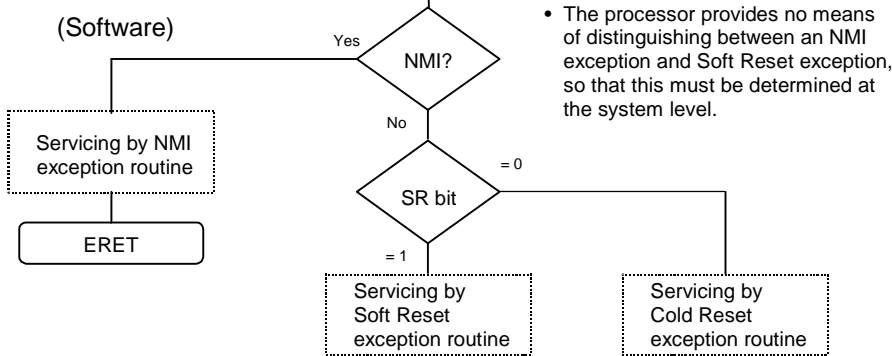 (Software)
Yes
NMI?
• The processor provides no means
of distinguishing between an NMI
exception and Soft Reset exception,
so that this must be determined at
the system level.
No
Servicing by NMI
exception routine
= 0
SR bit
ERET
= 1
Servicing by
Soft Reset
exception routine
Servicing by
Cold Reset
exception routine